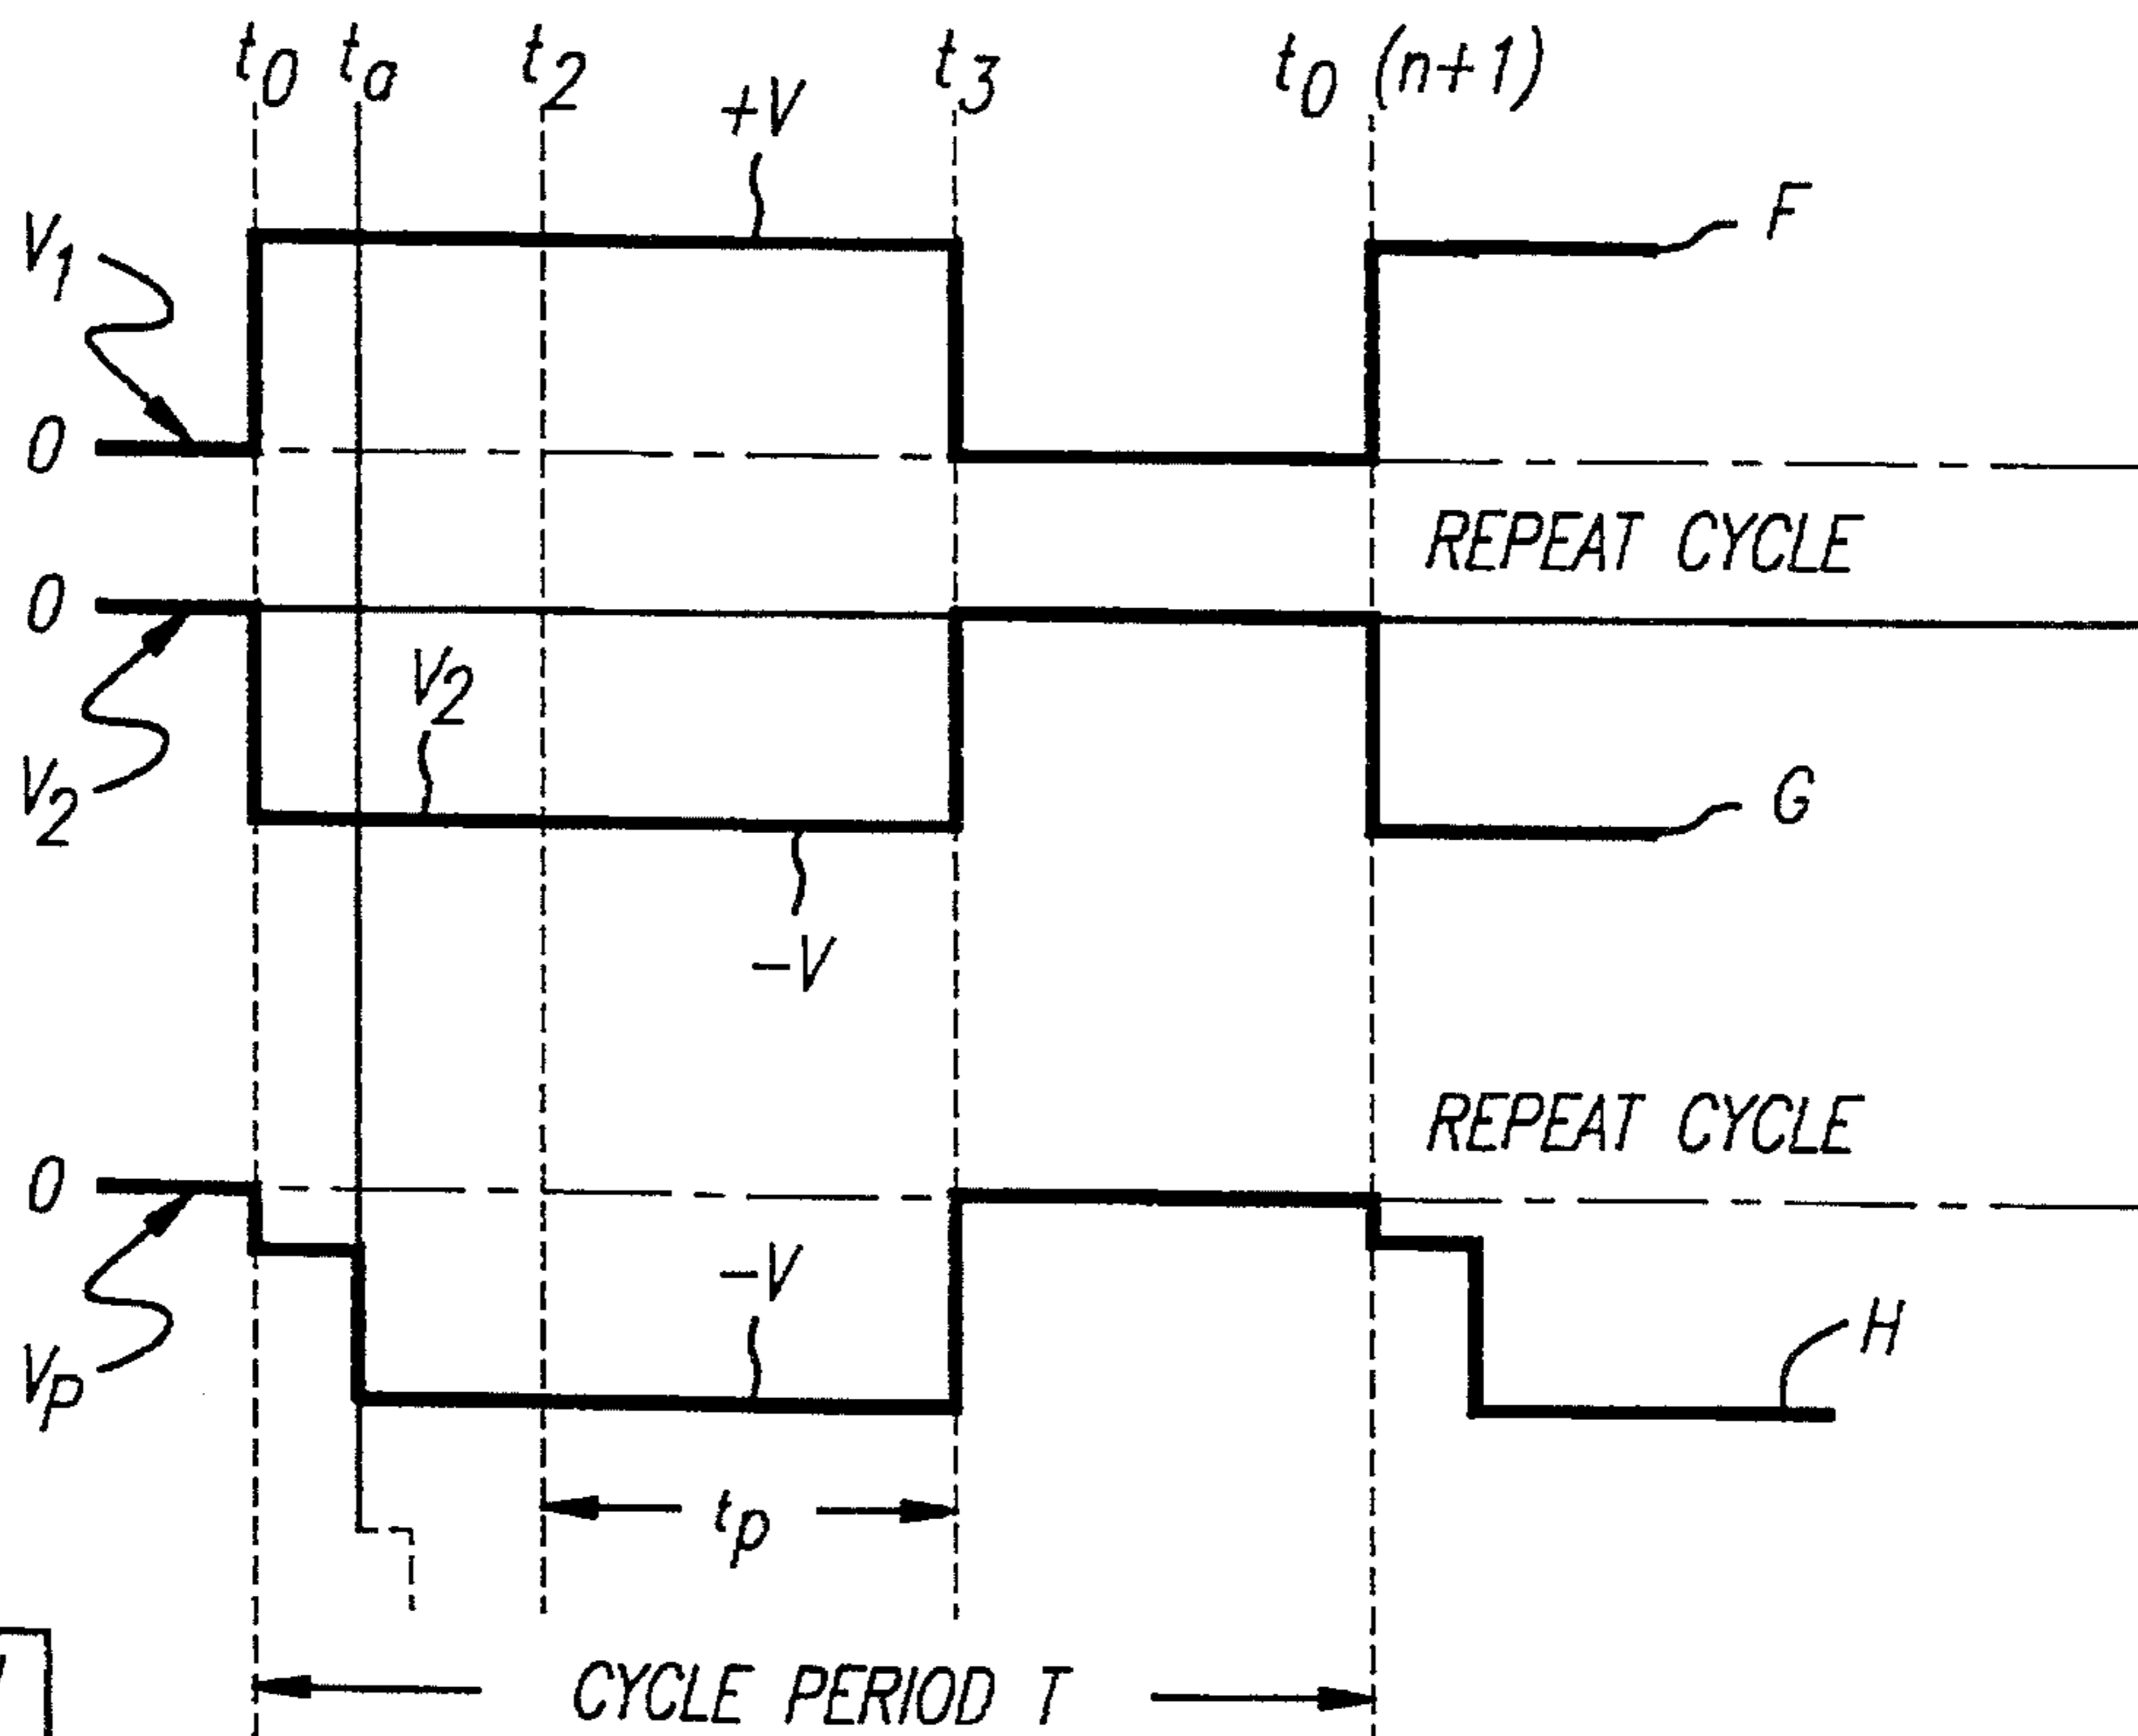 t0 ta t2 t3 t0 (n+1)
+V
F
V1
0
REPEAT CYCLE
0
V2
V2
G
-V
REPEAT CYCLE
0
-V
H
VP
tp
CYCLE PERIOD T